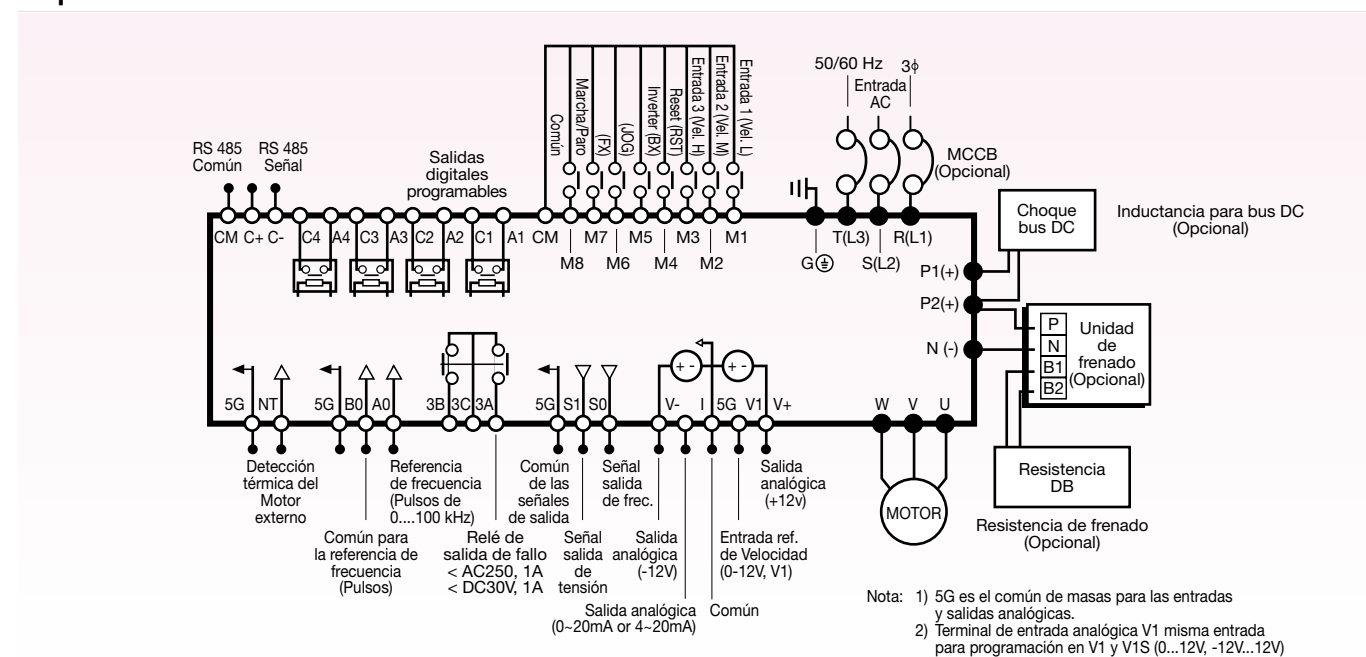 50/60 Hz 3ϕ
Entrada
AC
MCCB
(Opcional)
RS 485
Común
RS 485
Señal
Salidas
digitales
programables
Común
Marcha/Paro
(FX)
(JOG)
Inverter (BX)
Reset (RST)
Entrada 3 (Vel. H)
Entrada 2 (Vel. M)
Entrada 1 (Vel. L)
CM C+ C- C4 A4 C3 A3 C2 A2 C1 A1 CM M7 M5 M3 M1 T(L3) R(L1)
M8 M6 M4 M2 G S(L2)
Choque
bus DC
Inductancia para bus DC
(Opcional)
P1(+)
P2(+)
N (-)
P
N
B1
B2
Unidad
de
frenado
(Opcional)
+ - + -
5G NT 5G B0 A0 3B 3C 3A 5G S1 S0 V- I 5G V1 V+ W V U
Detección
térmica del
Motor
externo
Referencia
de frecuencia
(Pulsos de
0....100 kHz)
Común
de las
señales
de salida
Señal
salida
de frec.
Salida
analógica
(+12v)
MOTOR
Resistencia
DB
Resistencia de frenado
(Opcional)
Común para
la referencia de
frecuencia
(Pulsos)
Relé de
salida de fallo
< AC250, 1A
< DC30V, 1A
Señal
salida
de
tensión
Salida
analógica
(-12V)
Entrada ref.
de Velocidad
(0-12V, V1)
Salida analógica
(0~20mA or 4~20mA)
Común
Nota: 1) 5G es el común de masas para las entradas
y salidas analógicas.
2) Terminal de entrada analógica V1 misma entrada
para programación en V1 y V1S (0...12V, -12V...12V)